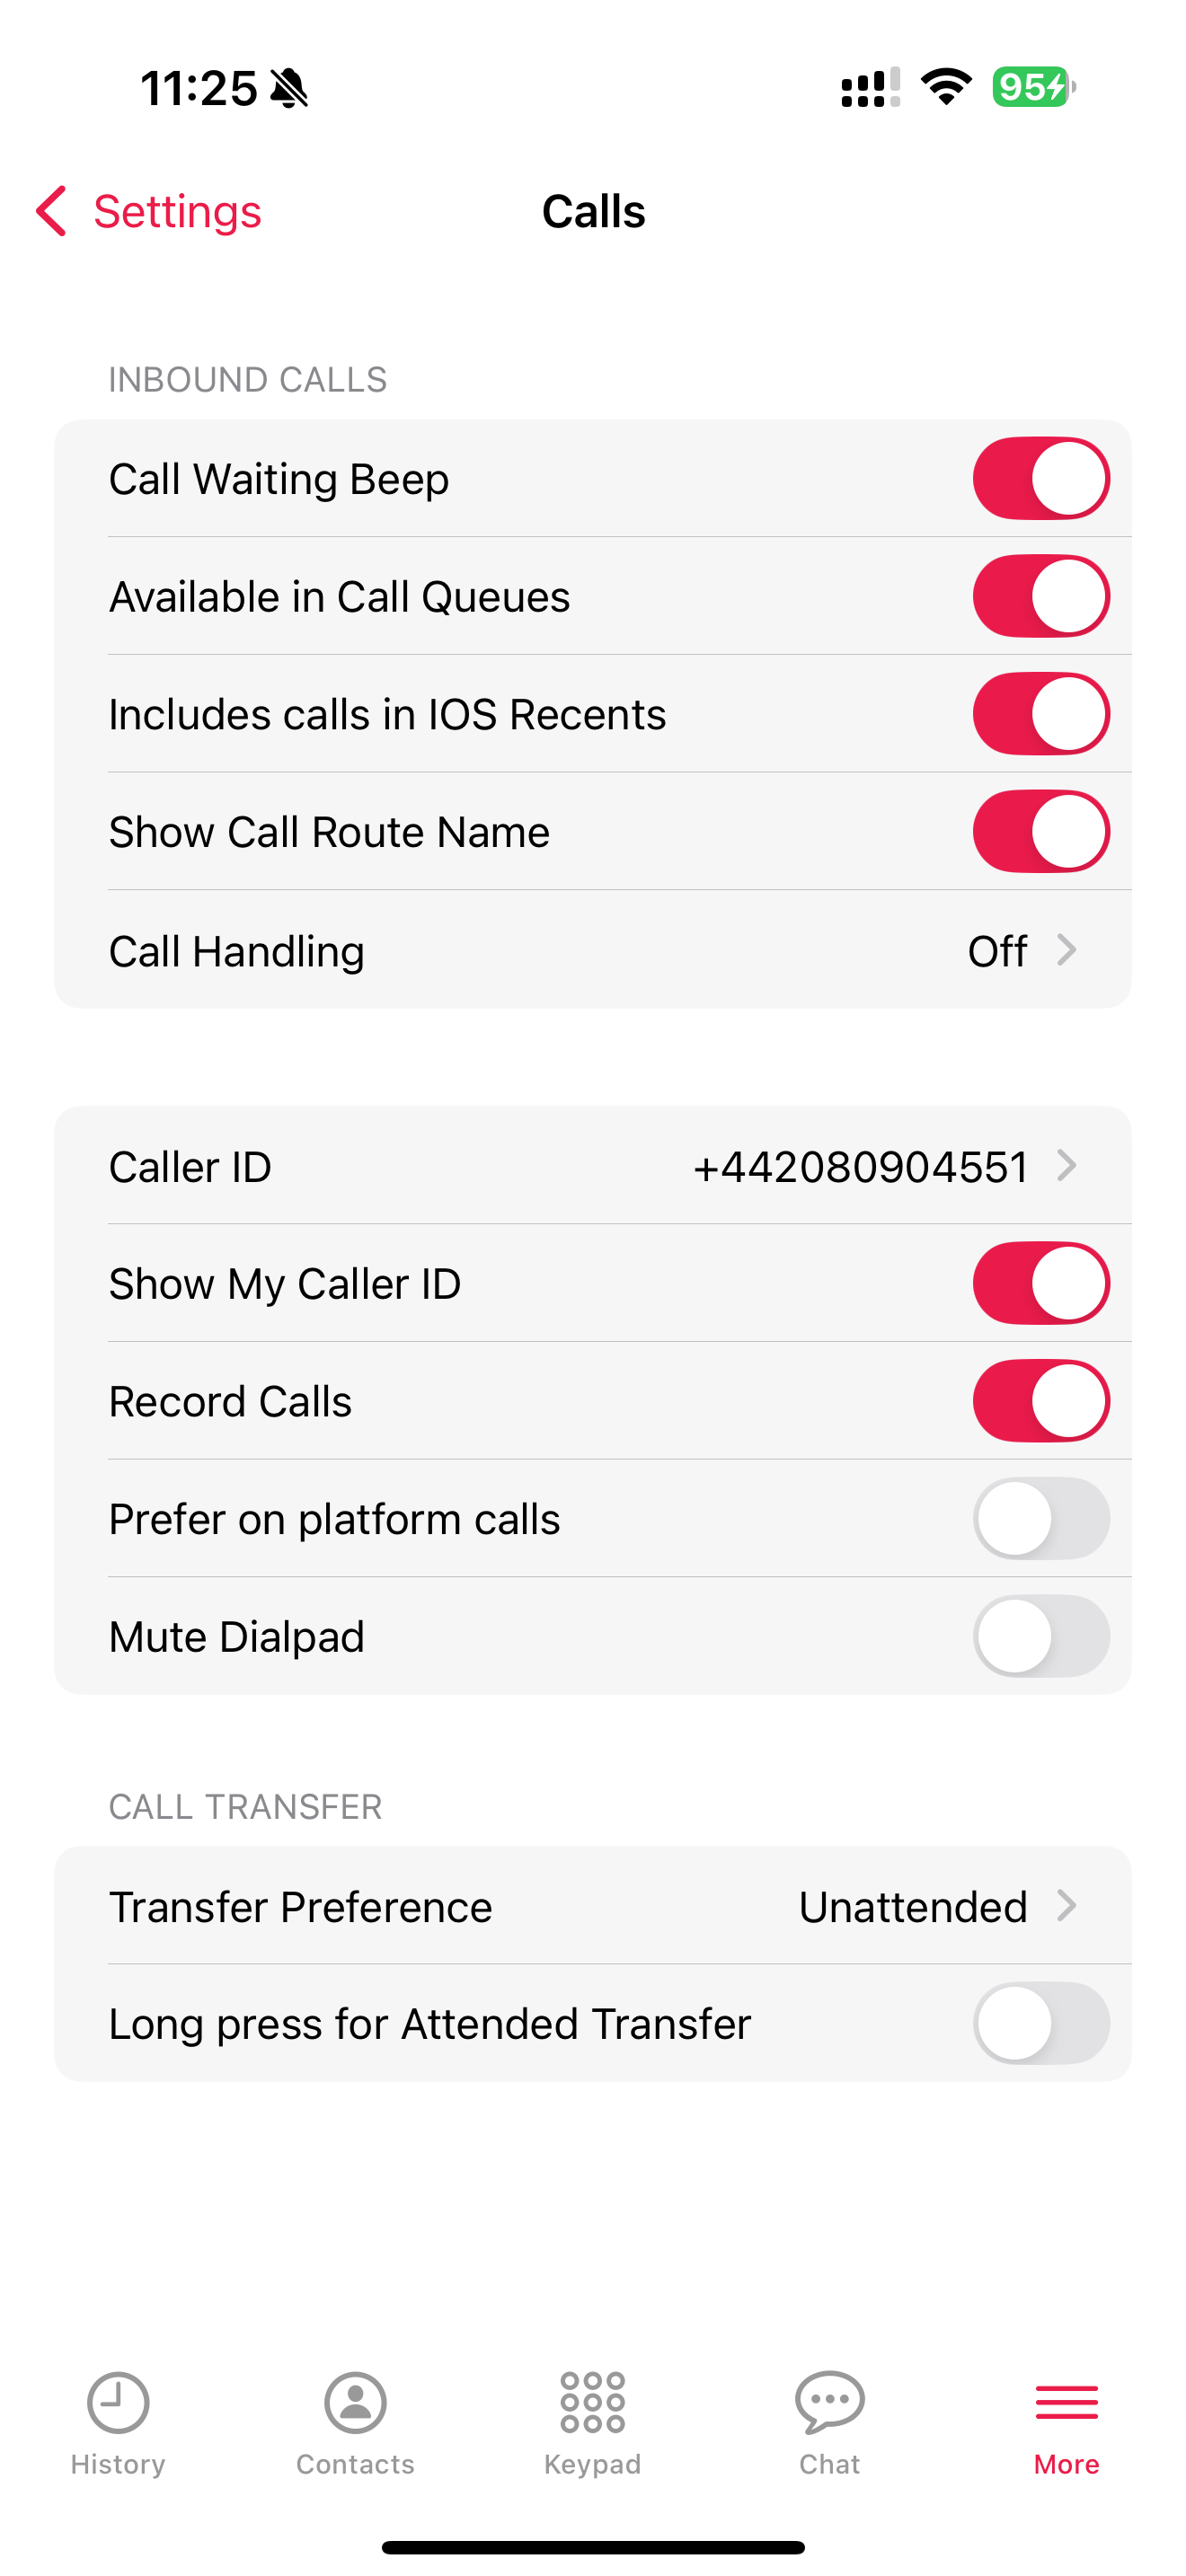 11:25
95
Settings
Calls
INBOUND CALLS
Call Waiting Beep
Available in Call Queues
Includes calls in IOS Recents
Show Call Route Name
Call Handling Off
Caller ID +442080904551
Show My Caller ID
Record Calls
Prefer on platform calls
Mute Dialpad
CALL TRANSFER
Transfer Preference Unattended
Long press for Attended Transfer
History Contacts Keypad Chat More